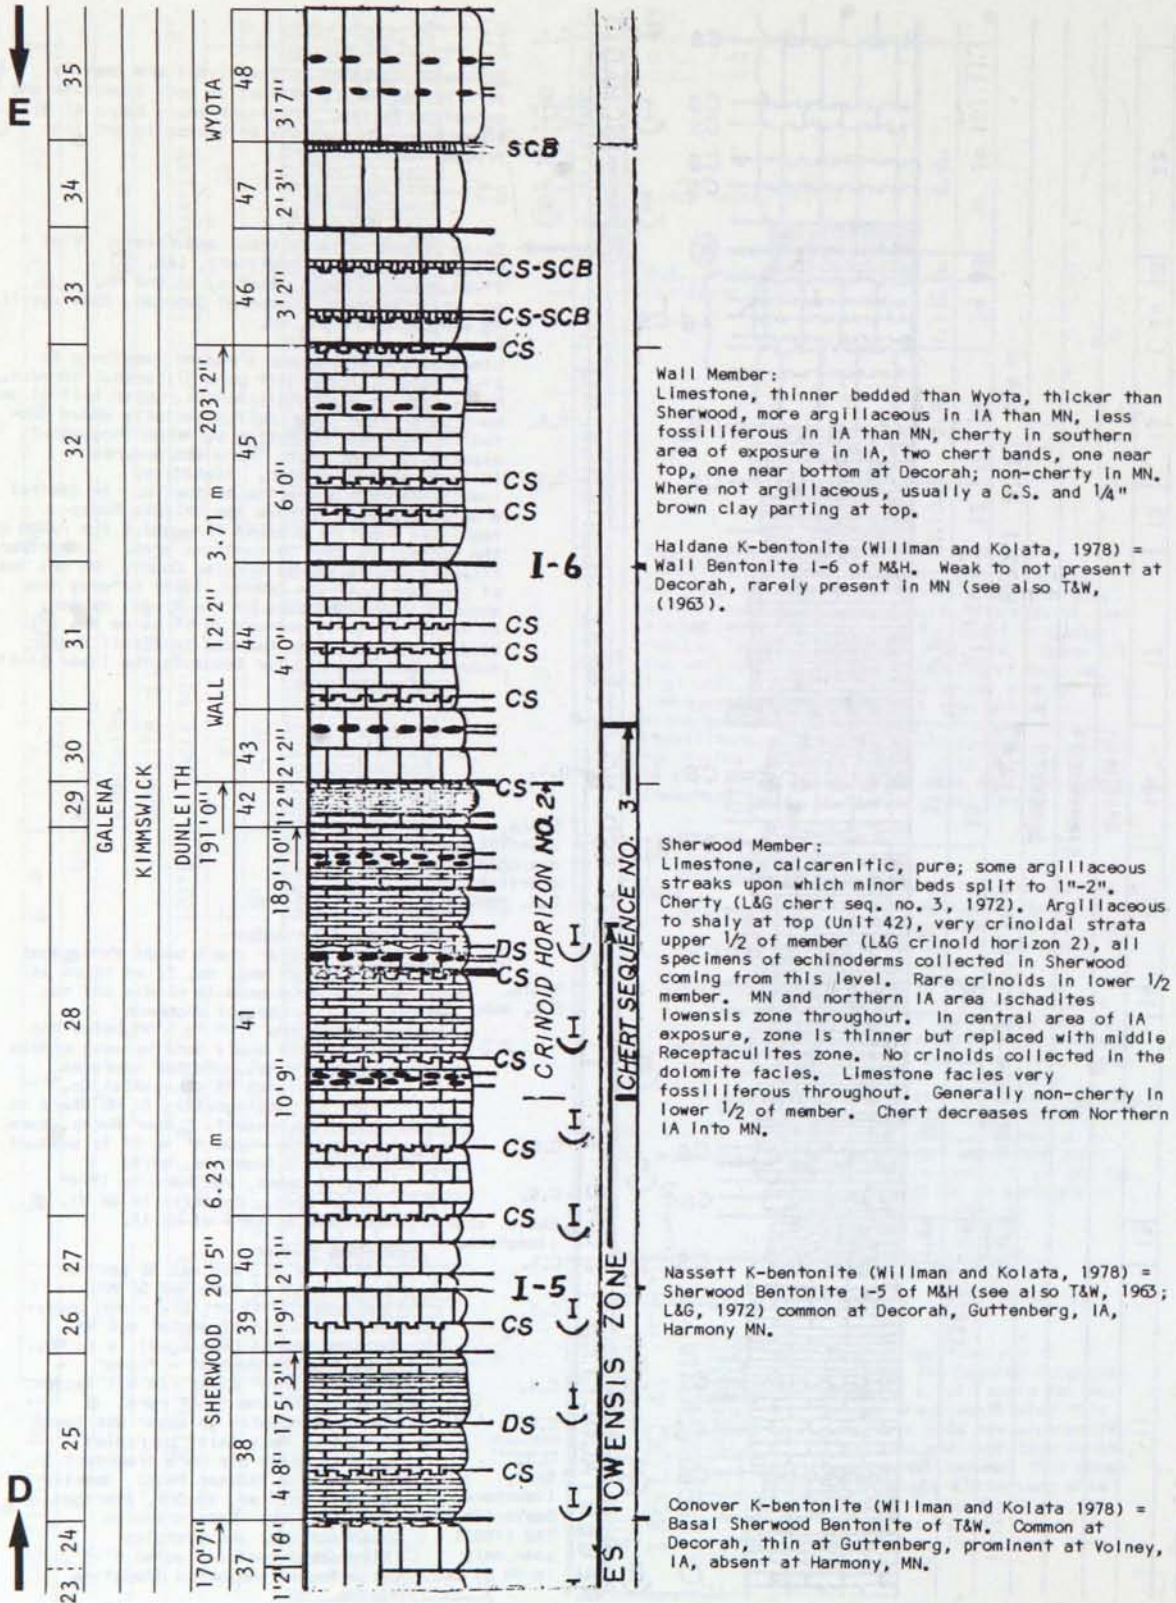 E
35
34
33
32
31
30
29
28
27
26
25
24
23
D
GALENA
KIMMSWICK
DUNLEITH
WYOTA
203'2"
WALL 12'2" 3.71 m
191'0"
189'10"
SHERWOOD 20'5" 6.23 m
175'3"
170'7"
48
3'7"
47
2'3"
46
3'2"
45
6'0"
44
4'0"
43
2'2"
42
1'2"
41
10'9"
40
2'1"
39
1'9"
38
4'8"
37
SCB
CS-SCB
CS-SCB
CS
CS
CS
I-6
CS
CS
CS
CS
DS
CS
CS
CS
CS
I-5
CS
DS
CS
I
I
I
I
I
I
I
CRINOID HORIZON NO. 2
CHERT SEQUENCE NO. 3
ES IOWENSIS ZONE
Wall Member:
Limestone, thinner bedded than Wyota, thicker than
Sherwood, more argillaceous in IA than MN, less
fossiliferous in IA than MN, cherty in southern
area of exposure in IA, two chert bands, one near
top, one near bottom at Decorah; non-cherty in MN.
Where not argillaceous, usually a C.S. and 1/4"
brown clay parting at top.
Haldane K-bentonite (Willman and Kolata, 1978) =
Wall Bentonite I-6 of M&H. Weak to not present at
Decorah, rarely present in MN (see also T&W,
(1963).
Sherwood Member:
Limestone, calcarenitic, pure; some argillaceous
streaks upon which minor beds split to 1"-2".
Cherty (L&G chert seq. no. 3, 1972). Argillaceous
to shaly at top (Unit 42), very crinoidal strata
upper 1/2 of member (L&G crinoid horizon 2), all
specimens of echinoderms collected in Sherwood
coming from this level. Rare crinoids in lower 1/2
member. MN and northern IA area Ischadites
iowensis zone throughout. In central area of IA
exposure, zone is thinner but replaced with middle
Receptaculites zone. No crinoids collected in the
dolomite facies. Limestone facies very
fossiliferous throughout. Generally non-cherty in
lower 1/2 of member. Chert decreases from Northern
IA into MN.
Nassett K-bentonite (Willman and Kolata, 1978) =
Sherwood Bentonite I-5 of M&H (see also T&W, 1963;
L&G, 1972) common at Decorah, Guttenberg, IA,
Harmony MN.
Conover K-bentonite (Willman and Kolata 1978) =
Basal Sherwood Bentonite of T&W. Common at
Decorah, thin at Guttenberg, prominent at Volney,
IA, absent at Harmony, MN.